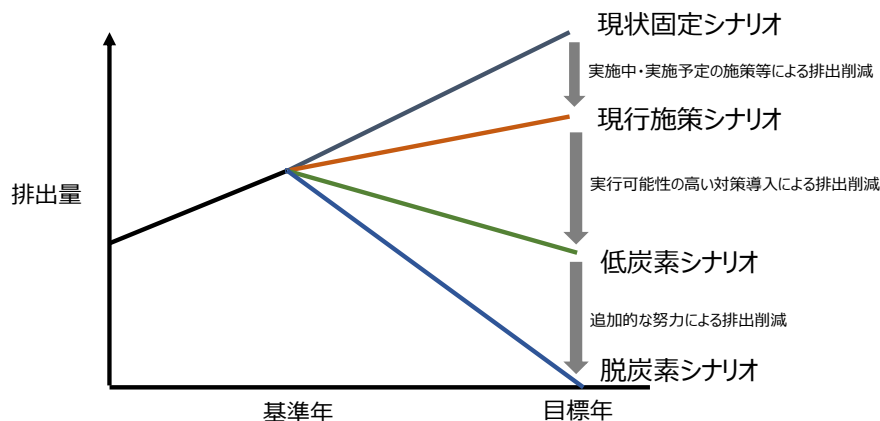 現状固定シナリオ
実施中・実施予定の施策等による排出削減
現行施策シナリオ
実行可能性の高い対策導入による排出削減
排出量
低炭素シナリオ
追加的な努力による排出削減
脱炭素シナリオ
基準年
目標年